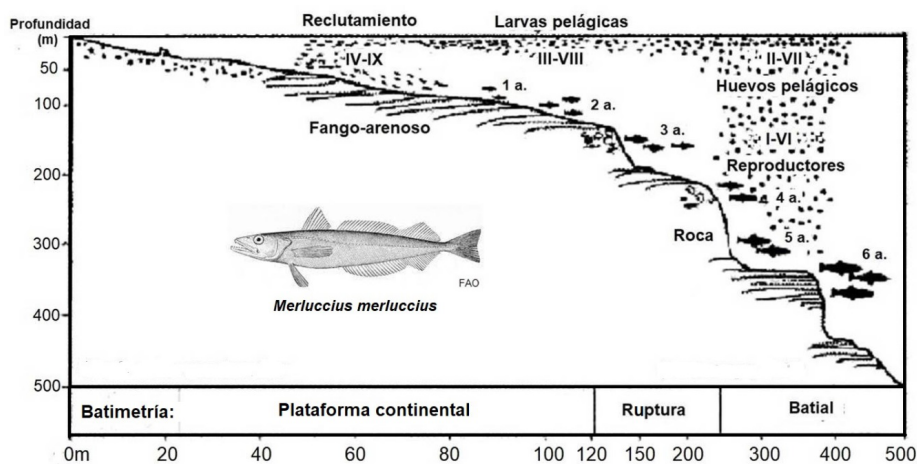 Profundidad
(m)
Reclutamiento
Larvas pelágicas
IV-IX
III-VIII
II-VII
50
1 a.
Huevos pelágicos
100
2 a.
Fango-arenoso
3 a.
I-VI
Reproductores
200
4 a.
Roca
5 a.
300
6 a.
FAO
Merluccius merluccius
400
500
Batimetría:
Plataforma continental
Ruptura
Batial
0m 20 40 60 80 100 120 150 200 300 400 500